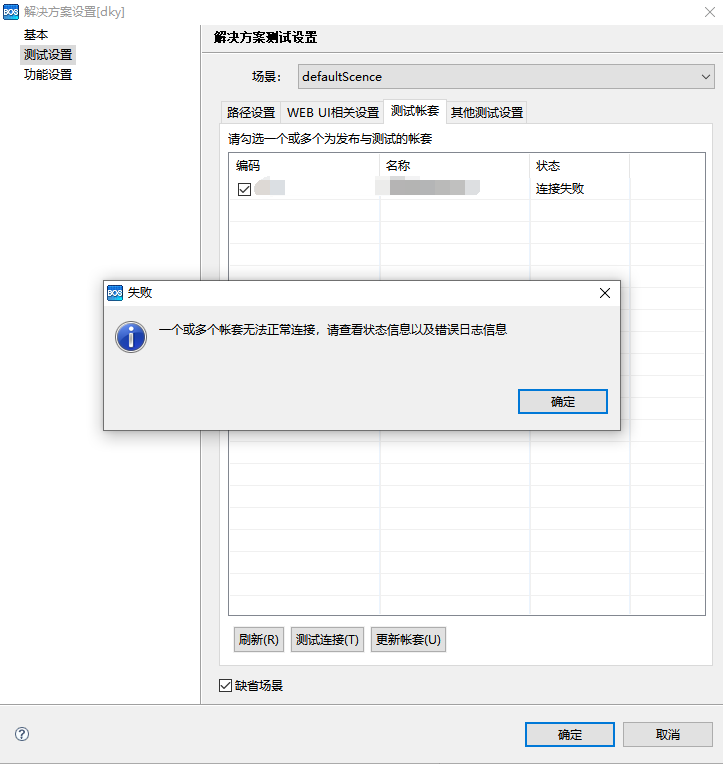 BOS 解决方案设置[dky]
基本
测试设置
功能设置
解决方案测试设置
场景: defaultScence
路径设置 WEB UI相关设置 测试帐套 其他测试设置
请勾选一个或多个为发布与测试的帐套
编码 名称 状态
连接失败
BOS 失败
一个或多个帐套无法正常连接，请查看状态信息以及错误日志信息
确定
刷新(R) 测试连接(T) 更新帐套(U)
缺省场景
确定 取消